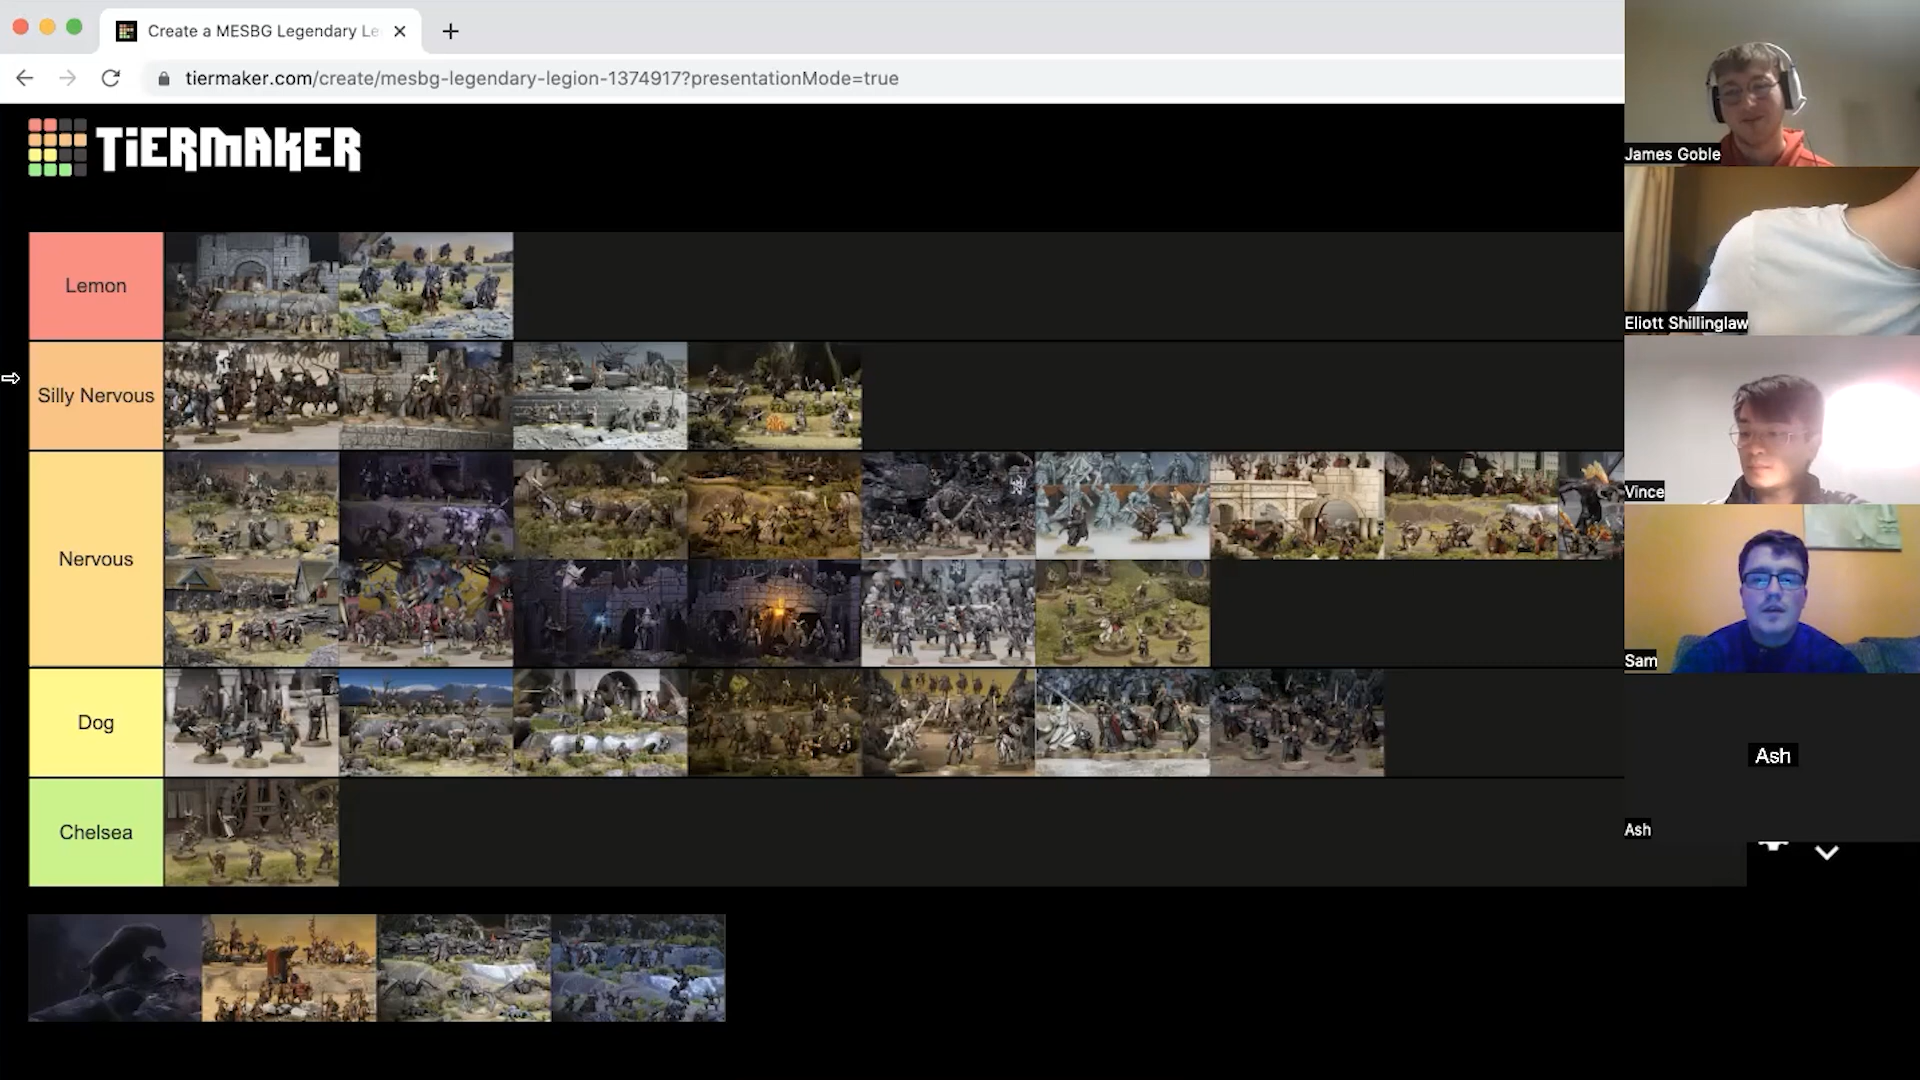 Create a MESBG Legendary Le
tiermaker.com/create/mesbg-legendary-legion-1374917?presentationMode=true
TiERMAKER
Lemon
Silly Nervous
Nervous
Dog
Chelsea
James Goble
Eliott Shillinglaw
Vince
Sam
Ash
Ash